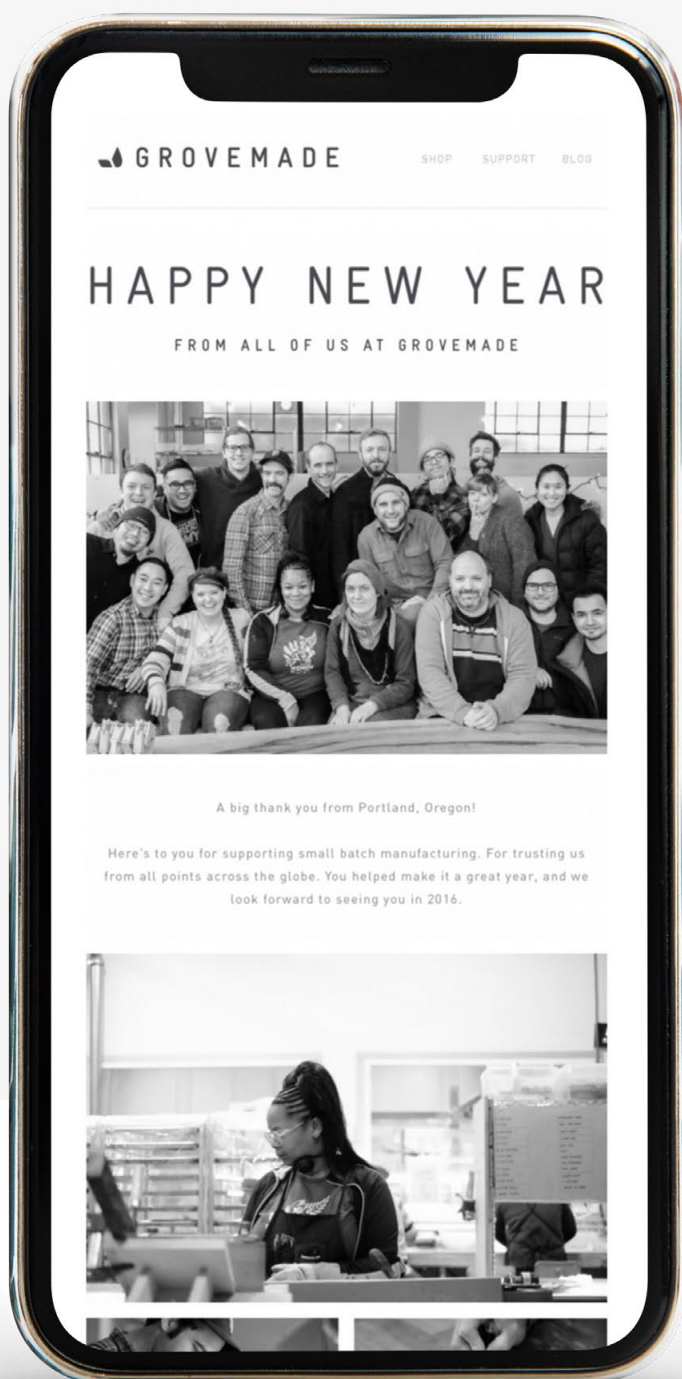 GROVEMADE
SHOP SUPPORT BLOG
HAPPY NEW YEAR
FROM ALL OF US AT GROVEMADE
A big thank you from Portland, Oregon!
Here's to you for supporting small batch manufacturing. For trusting us
from all points across the globe. You helped make it a great year, and we
look forward to seeing you in 2016.